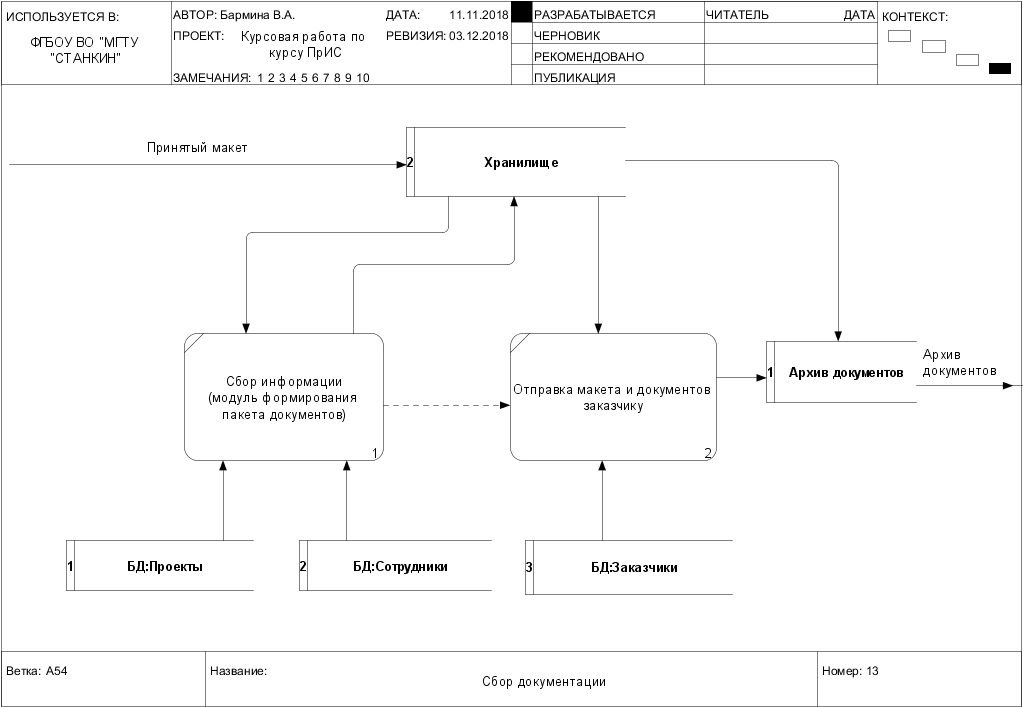 ИСПОЛЬЗУЕТСЯ В:
ФГБОУ ВО "МГТУ
"СТАНКИН"
АВТОР: Бармина В.А.
ДАТА: 11.11.2018
ПРОЕКТ: Курсовая работа по
курсу ПрИС
РЕВИЗИЯ: 03.12.2018
ЗАМЕЧАНИЯ: 1 2 3 4 5 6 7 8 9 10
РАЗРАБАТЫВАЕТСЯ
ЧЕРНОВИК
РЕКОМЕНДОВАНО
ПУБЛИКАЦИЯ
ЧИТАТЕЛЬ
ДАТА
КОНТЕКСТ:
Принятый макет
2
Хранилище
Сбор информации
(модуль формирования
пакета документов)
1
Отправка макета и документов
заказчику
2
1
Архив документов
Архив
документов
1
БД:Проекты
2
БД:Сотрудники
3
БД:Заказчики
Ветка: A54
Название:
Сбор документации
Номер: 13